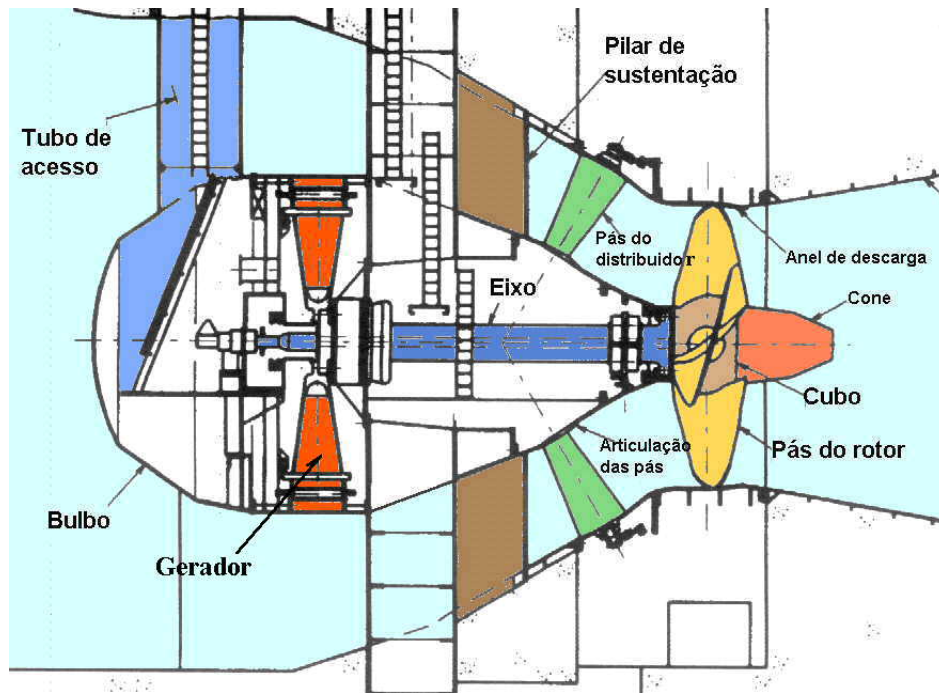 Pilar de
sustentação
Tubo de
acesso
Pás do
distribuidor
Anel de descarga
Eixo
Cone
Cubo
Articulação
das pás
Pás do rotor
Bulbo
Gerador